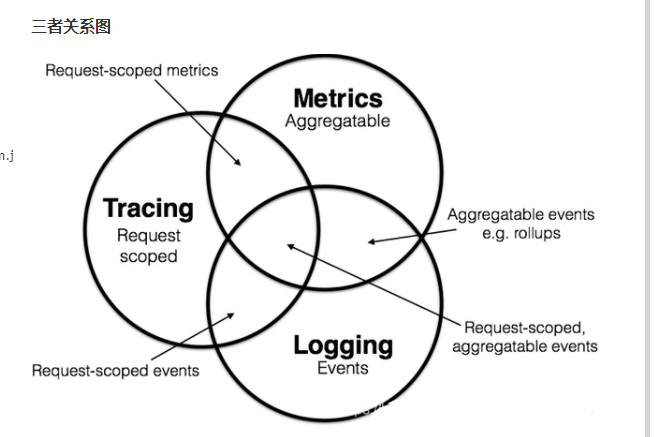 三者关系图
Request-scoped metrics
Metrics
Aggregatable
n.j
Tracing
Request
scoped
Aggregatable events
e.g. rollups
Request-scoped,
aggregatable events
Logging
Events
Request-scoped events